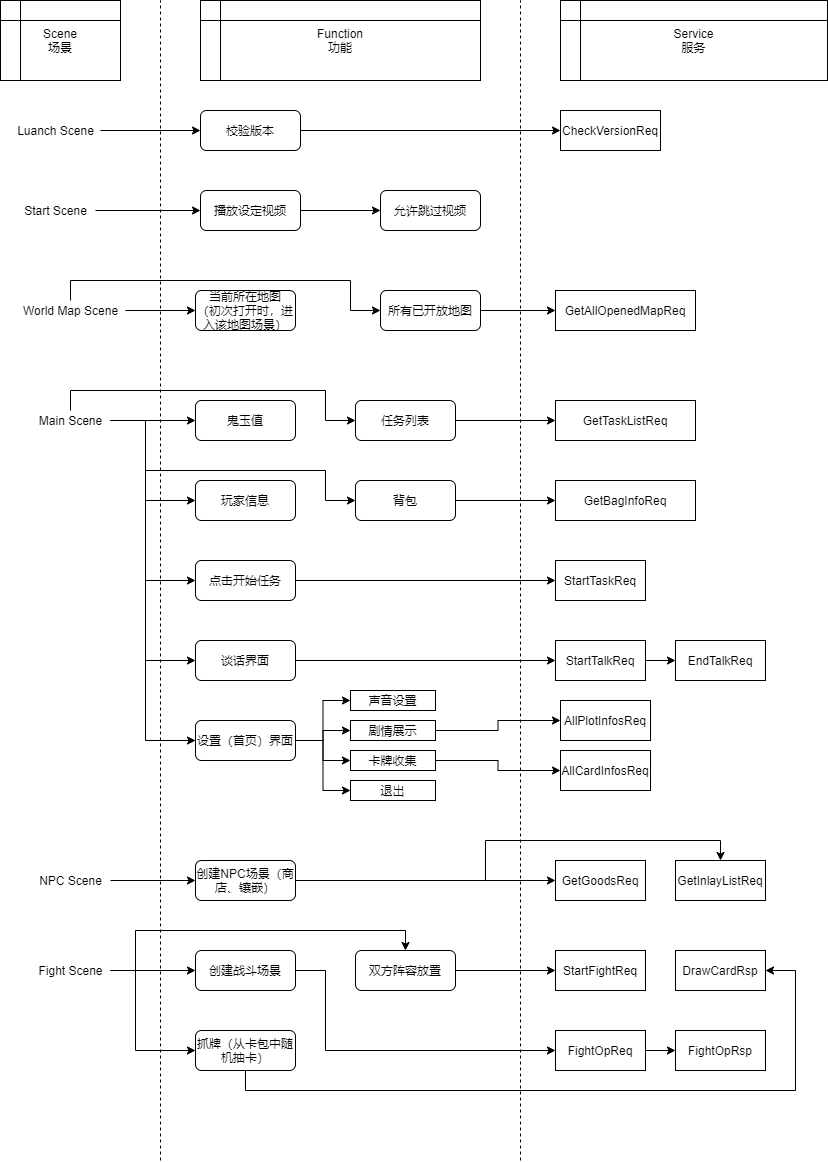 Scene
场景
Function
功能
Service
服务
Luanch Scene
校验版本
CheckVersionReq
Start Scene
播放设定视频
允许跳过视频
World Map Scene
当前所在地图
（初次打开时，进
入该地图场景）
所有已开放地图
GetAllOpenedMapReq
Main Scene
鬼玉值
任务列表
GetTaskListReq
玩家信息
背包
GetBagInfoReq
点击开始任务
StartTaskReq
谈话界面
StartTalkReq
EndTalkReq
设置（首页）界面
声音设置
剧情展示
卡牌收集
退出
AllPlotInfosReq
AllCardInfosReq
NPC Scene
创建NPC场景（商
店、镶嵌）
GetGoodsReq
GetInlayListReq
Fight Scene
创建战斗场景
双方阵容放置
StartFightReq
DrawCardRsp
抓牌（从卡包中随
机抽卡）
FightOpReq
FightOpRsp